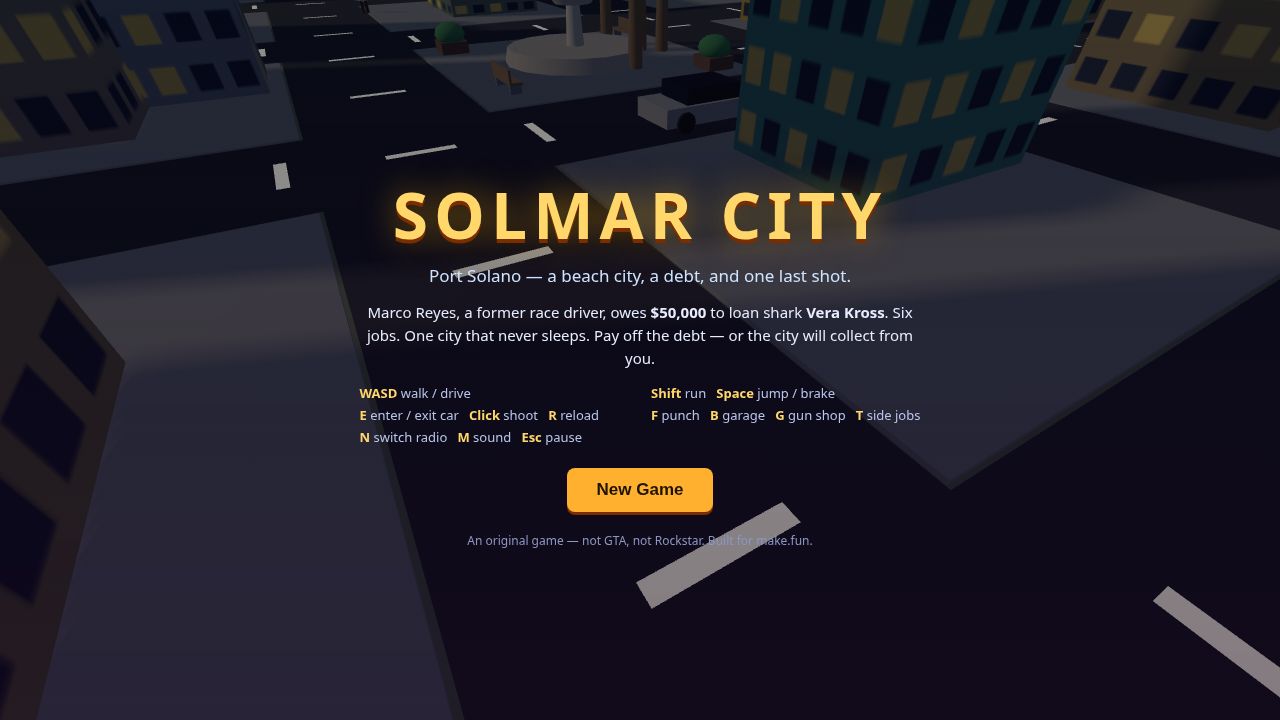 SOLMAR CITY
Port Solano — a beach city, a debt, and one last shot.
Marco Reyes, a former race driver, owes $50,000 to loan shark Vera Kross. Six
jobs. One city that never sleeps. Pay off the debt — or the city will collect from
you.
WASD walk / drive
Shift run Space jump / brake
E enter / exit car Click shoot R reload
F punch B garage G gun shop T side jobs
N switch radio M sound Esc pause
New Game
An original game — not GTA, not Rockstar. Built for make.fun.